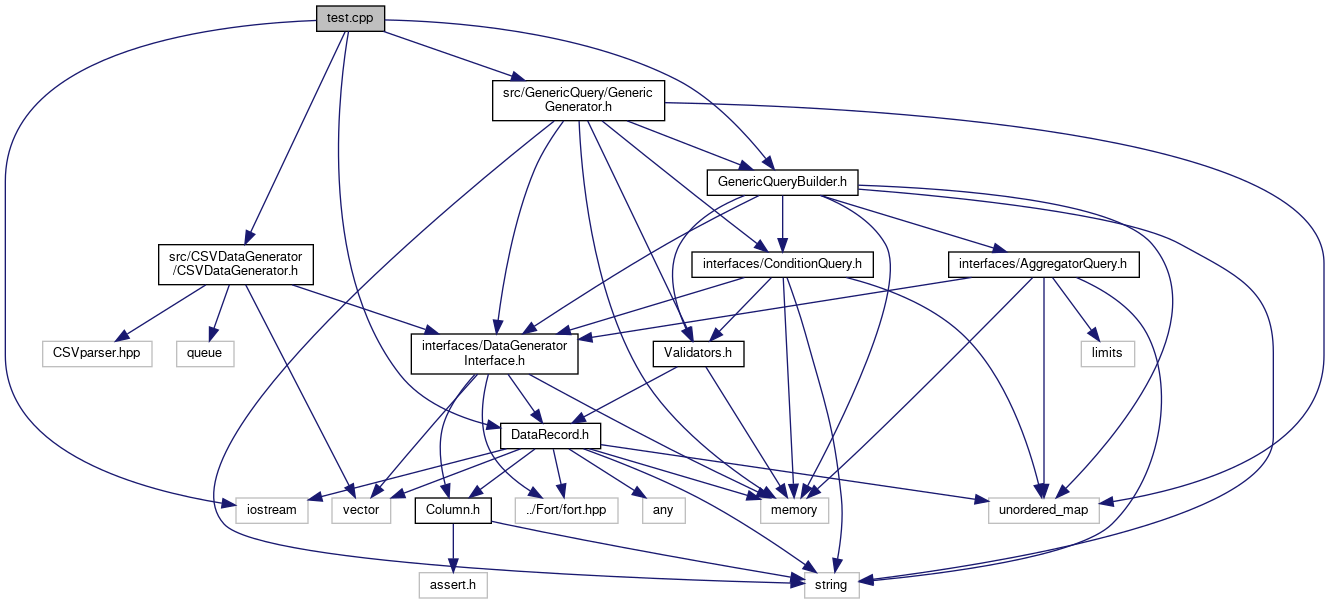 test.cpp
src/GenericQuery/Generic
Generator.h
GenericQueryBuilder.h
src/CSVDataGenerator
/CSVDataGenerator.h
interfaces/ConditionQuery.h
interfaces/AggregatorQuery.h
CSVparser.hpp
queue
interfaces/DataGenerator
Interface.h
Validators.h
limits
DataRecord.h
iostream
vector
Column.h
../Fort/fort.hpp
any
memory
unordered_map
assert.h
string